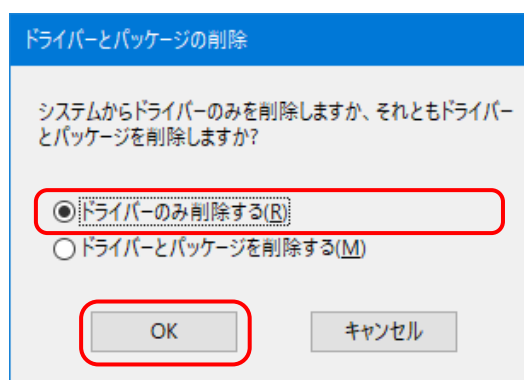 ドライバーとパッケージの削除
システムからドライバーのみを削除しますか、それともドライバー
とパッケージを削除しますか?
ドライバーのみ削除する(R)
ドライバーとパッケージを削除する(M)
OK キャンセル